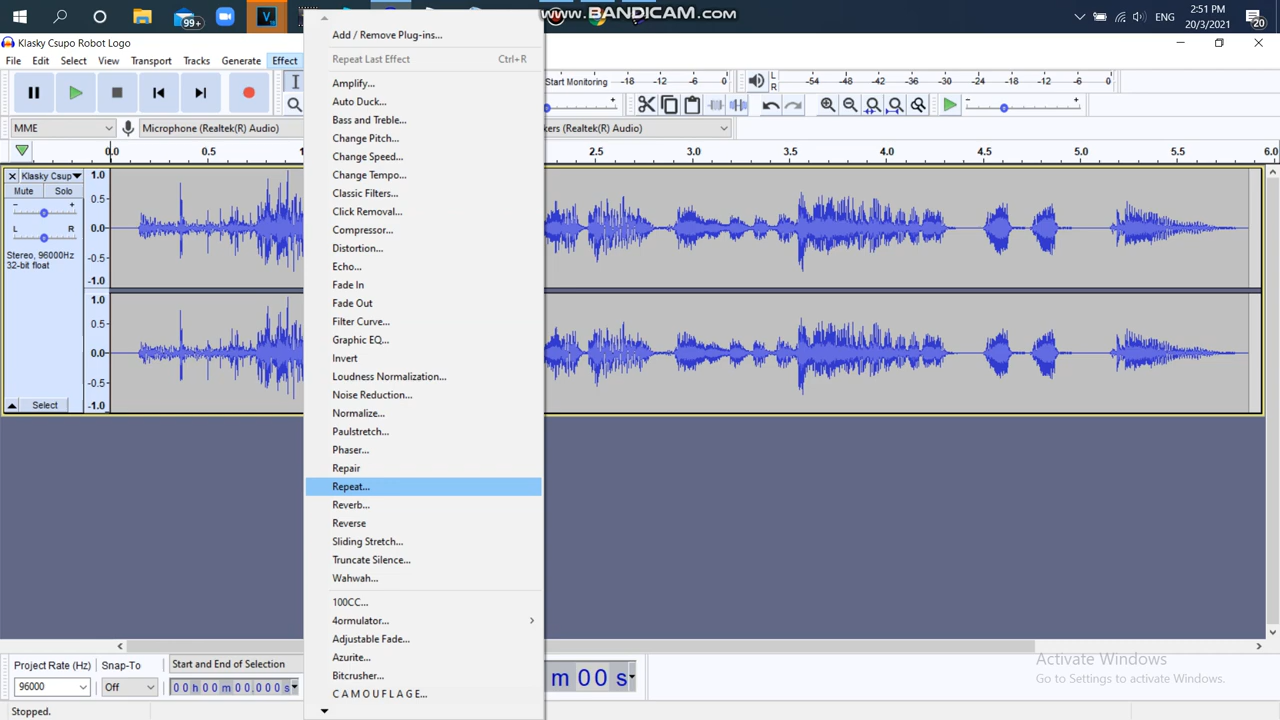 99+
www.BANDICAM.com
2:51 PM
ENG
20/3/2021
20
Klasky Csupo Robot Logo
File Edit Select View Transport Tracks Generate Effect
Add / Remove Plug-ins...
Repeat Last Effect Ctrl+R
Amplify...
Auto Duck...
Bass and Treble...
Change Pitch...
Change Speed...
Change Tempo...
Classic Filters...
Click Removal...
Compressor...
Distortion...
Echo...
Fade In
Fade Out
Filter Curve...
Graphic EQ...
Invert
Loudness Normalization...
Noise Reduction...
Normalize...
Paulstretch...
Phaser...
Repair
Repeat...
Reverb...
Reverse
Sliding Stretch...
Truncate Silence...
Wahwah...
100CC...
4ormulator...
Adjustable Fade...
Azurite...
Bitcrusher...
C A M O U F L A G E...
Start Monitoring -18 -12 -6 0
L R -54 -48 -42 -36 -30 -24 -18 -12 -6 0
MME Microphone (Realtek(R) Audio) kers (Realtek(R) Audio)
0.0 0.5 1 2.5 3.0 3.5 4.0 4.5 5.0 5.5 6.0
Klasky Csup
Mute Solo
- +
L R
Stereo, 96000Hz
32-bit float
Select
1.0
0.5
0.0
-0.5
-1.0
1.0
0.5
0.0
-0.5
-1.0
Project Rate (Hz) Snap-To Start and End of Selection
96000 Off 00h00m00.000s
m00s
Activate Windows
Go to Settings to activate Windows.
Stopped.